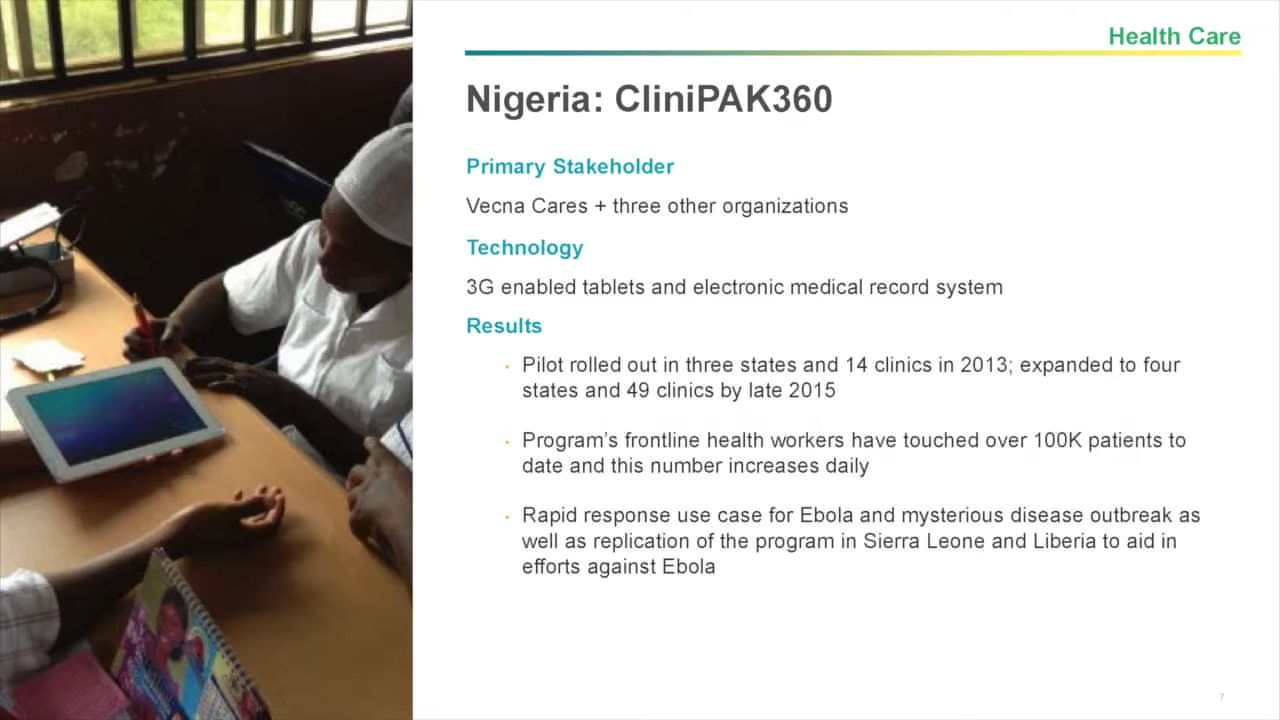 Health Care
Nigeria: CliniPAK360
Primary Stakeholder
Vecna Cares + three other organizations
Technology
3G enabled tablets and electronic medical record system
Results
· Pilot rolled out in three states and 14 clinics in 2013; expanded to four
states and 49 clinics by late 2015
· Program’s frontline health workers have touched over 100K patients to
date and this number increases daily
· Rapid response use case for Ebola and mysterious disease outbreak as
well as replication of the program in Sierra Leone and Liberia to aid in
efforts against Ebola
7